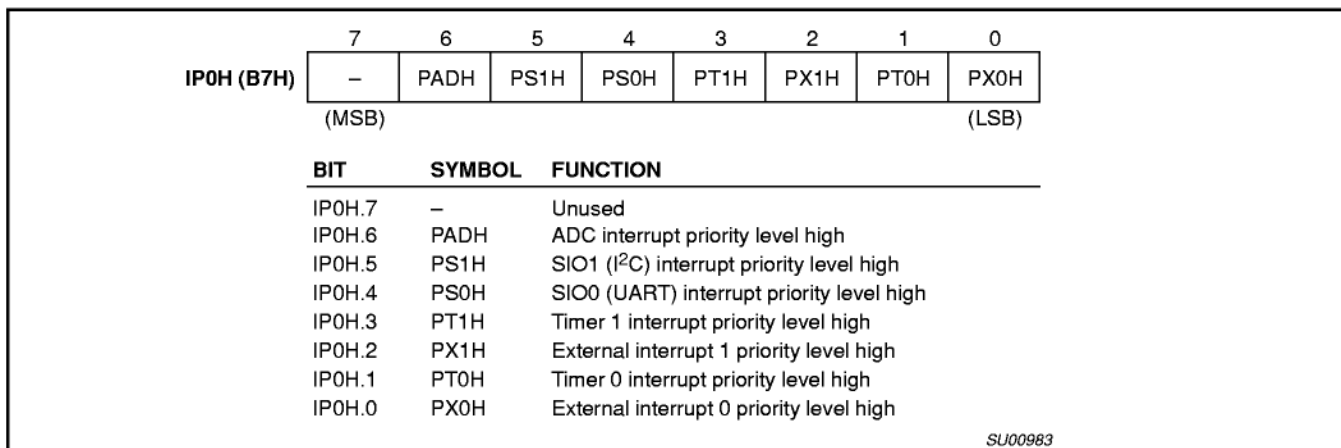 7 6 5 4 3 2 1 0
IP0H (B7H) – PADH PS1H PS0H PT1H PX1H PT0H PX0H
(MSB) (LSB)
BIT SYMBOL FUNCTION
IP0H.7 – Unused
IP0H.6 PADH ADC interrupt priority level high
IP0H.5 PS1H SIO1 (I²C) interrupt priority level high
IP0H.4 PS0H SIO0 (UART) interrupt priority level high
IP0H.3 PT1H Timer 1 interrupt priority level high
IP0H.2 PX1H External interrupt 1 priority level high
IP0H.1 PT0H Timer 0 interrupt priority level high
IP0H.0 PX0H External interrupt 0 priority level high
SU00983